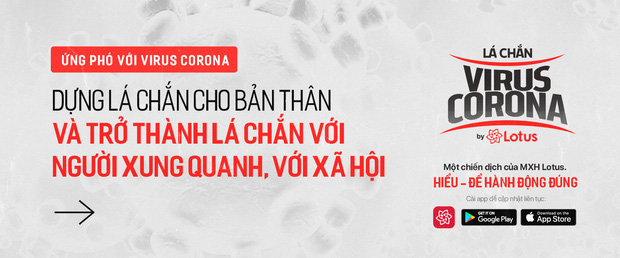 ỨNG PHÓ VỚI VIRUS CORONA
DỰNG LÁ CHẮN CHO BẢN THÂN
VÀ TRỞ THÀNH LÁ CHẮN VỚI
NGƯỜI XUNG QUANH, VỚI XÃ HỘI
LÁ CHẮN
VIRUS
CORONA
by Lotus
Một chiến dịch của MXH Lotus.
HIỂU - ĐỂ HÀNH ĐỘNG ĐÚNG
Cài app để cập nhật liên tục:
GET IT ON
Google Play
Download on the
App Store